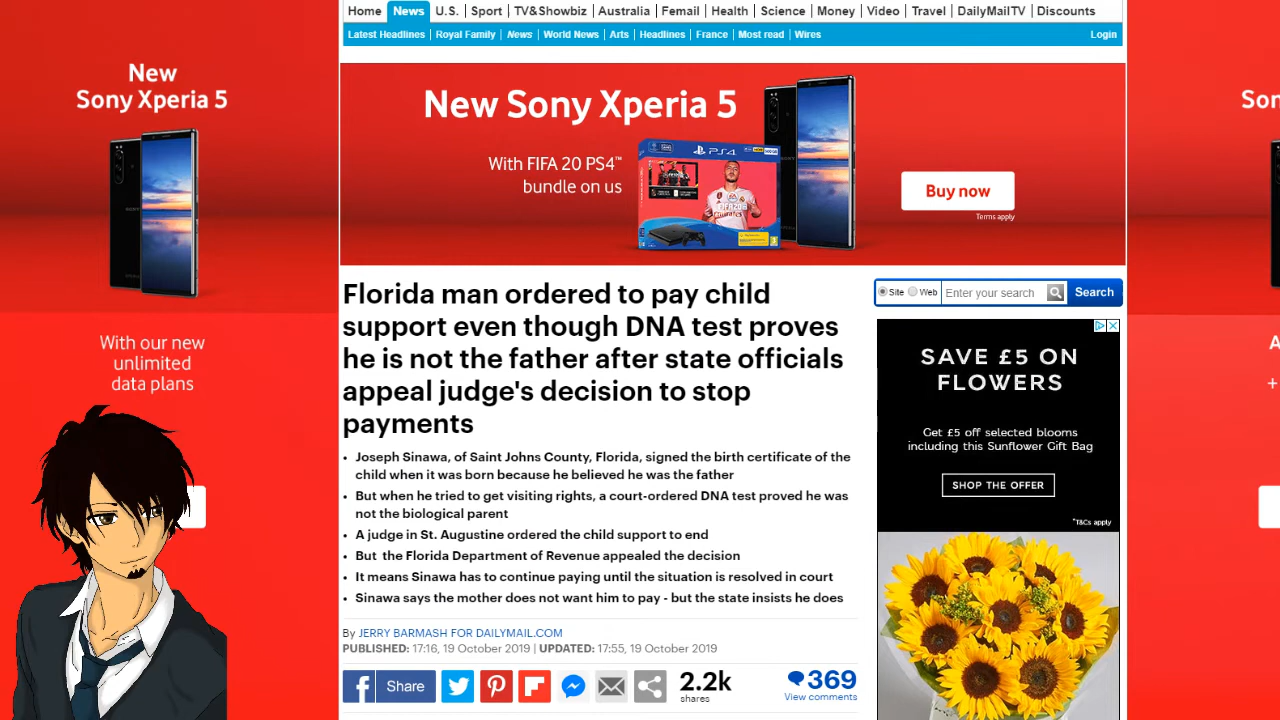 Home
News
U.S.
Sport
TV&Showbiz
Australia
Femail
Health
Science
Money
Video
Travel
DailyMailTV
Discounts
Latest Headlines
Royal Family
News
World News
Arts
Headlines
France
Most read
Wires
Login
New
Sony Xperia 5
With our new
unlimited
data plans
New Sony Xperia 5
With FIFA 20 PS4™
bundle on us
PS4
Buy now
Terms apply
Son
A
+
Florida man ordered to pay child
support even though DNA test proves
he is not the father after state officials
appeal judge's decision to stop
payments
• Joseph Sinawa, of Saint Johns County, Florida, signed the birth certificate of the
child when it was born because he believed he was the father
• But when he tried to get visiting rights, a court-ordered DNA test proved he was
not the biological parent
• A judge in St. Augustine ordered the child support to end
• But the Florida Department of Revenue appealed the decision
• It means Sinawa has to continue paying until the situation is resolved in court
• Sinawa says the mother does not want him to pay - but the state insists he does
By JERRY BARMASH FOR DAILYMAIL.COM
PUBLISHED: 17:16, 19 October 2019 | UPDATED: 17:55, 19 October 2019
Share
2.2k
shares
369
View comments
Site Web Enter your search Search
SAVE £5 ON
FLOWERS
Get £5 off selected blooms
including this Sunflower Gift Bag
SHOP THE OFFER
*T&Cs apply